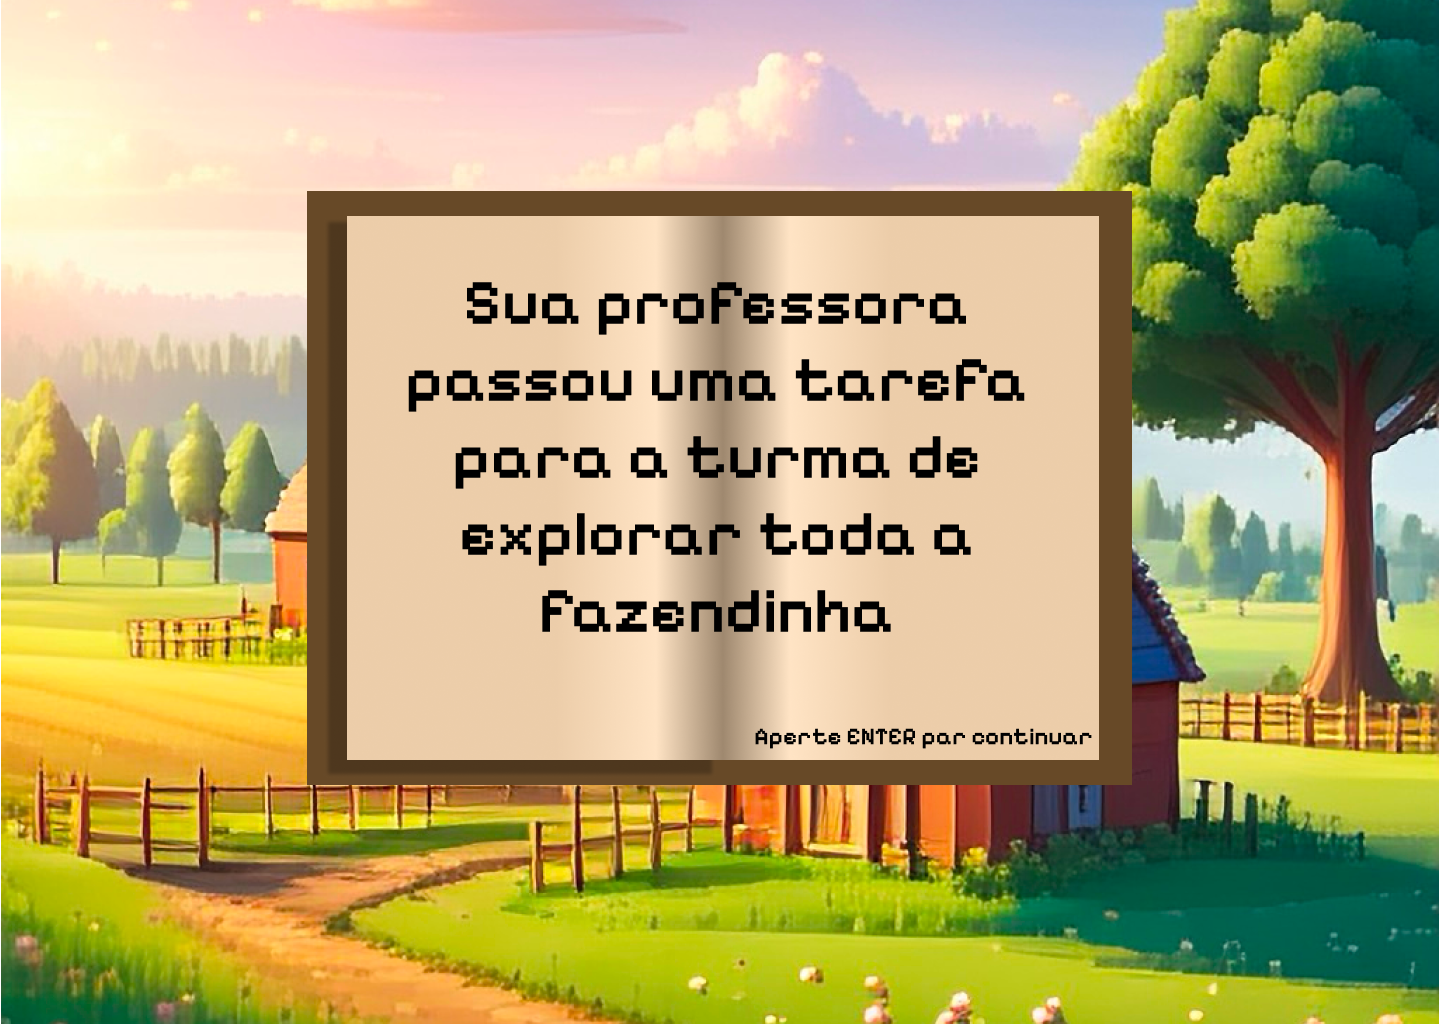 Sua professora
passou uma tarefa
para a turma de
explorar toda a
fazendinha
Aperte ENTER par continuar